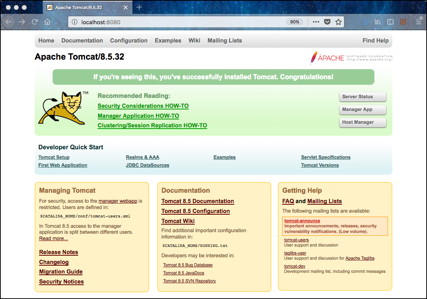 Apache Tomcat/8.5.32
localhost:8080
90%
Home Documentation Configuration Examples Wiki Mailing Lists Find Help
Apache Tomcat/8.5.32
APACHE
If you're seeing this, you've successfully installed Tomcat. Congratulations!
Recommended Reading:
Security Considerations HOW-TO
Manager Application HOW-TO
Clustering/Session Replication HOW-TO
Server Status
Manager App
Host Manager
Developer Quick Start
Tomcat Setup
First Web Application
Realms & AAA
JDBC DataSources
Examples
Servlet Specifications
Tomcat Versions
Managing Tomcat
For security, access to the manager webapp is
restricted. Users are defined in:
$CATALINA_HOME/conf/tomcat-users.xml
In Tomcat 8.5 access to the manager
application is split between different users.
Read more...
Release Notes
Changelog
Migration Guide
Security Notices
Documentation
Tomcat 8.5 Documentation
Tomcat 8.5 Configuration
Tomcat Wiki
Find additional important configuration
information in:
$CATALINA_HOME/RUNNING.txt
Developers may be interested in:
Tomcat 8.5 Bug Database
Tomcat 8.5 JavaDocs
Tomcat 8.5 SVN Repository
Getting Help
FAQ and Mailing Lists
The following mailing lists are available:
tomcat-announce
Important announcements, releases, security
vulnerability notifications. (Low volume).
tomcat-users
User support and discussion
taglibs-user
User support and discussion for Apache Taglibs
tomcat-dev
Development mailing list, including commit messages